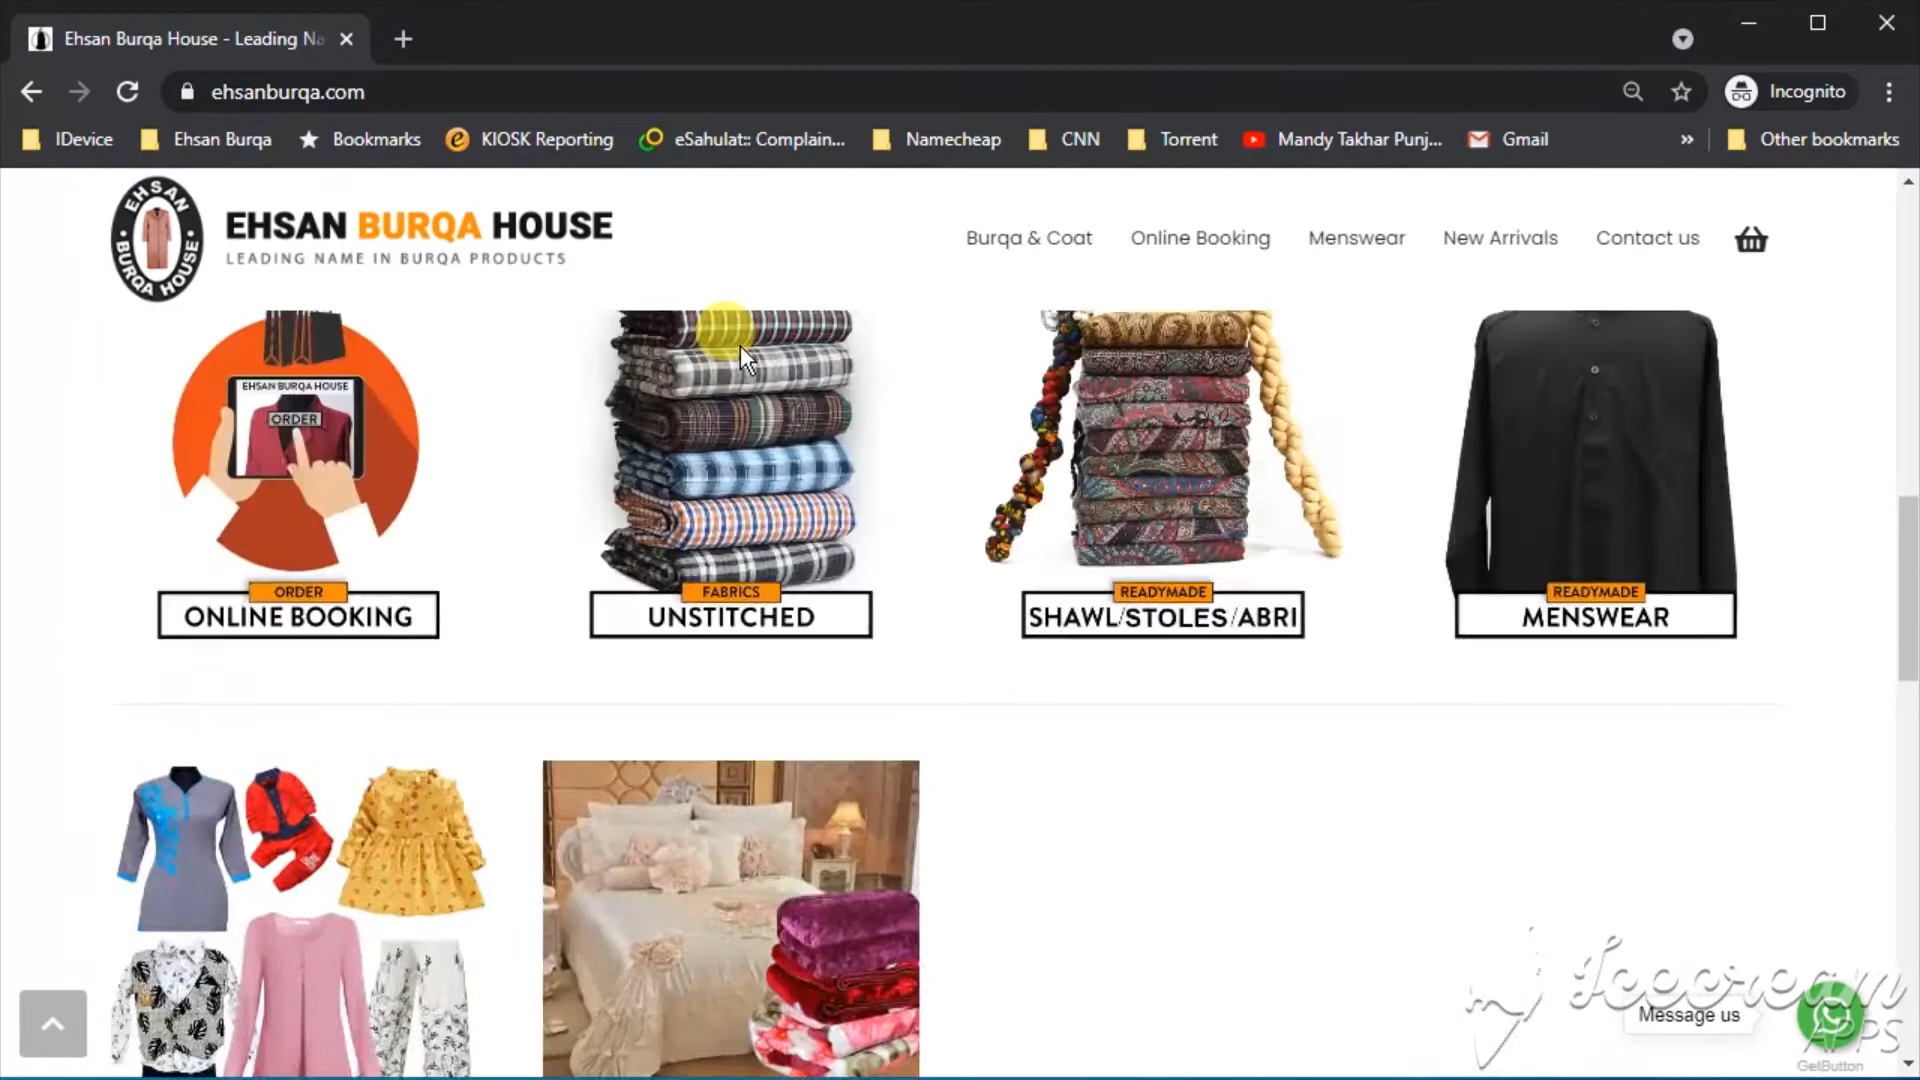 Ehsan Burqa House - Leading Na
ehsanburqa.com
Incognito
IDevice
Ehsan Burqa
Bookmarks
KIOSK Reporting
eSahulat:: Complain...
Namecheap
CNN
Torrent
Mandy Takhar Punj...
Gmail
»
Other bookmarks
EHSAN
BURQA HOUSE
EHSAN BURQA HOUSE
LEADING NAME IN BURQA PRODUCTS
Burqa & Coat
Online Booking
Menswear
New Arrivals
Contact us
EHSAN BURQA HOUSE
ORDER
ORDER
ONLINE BOOKING
FABRICS
UNSTITCHED
READYMADE
SHAWL/STOLES/ABRI
READYMADE
MENSWEAR
Icecream
APPS
Message us
GetButton